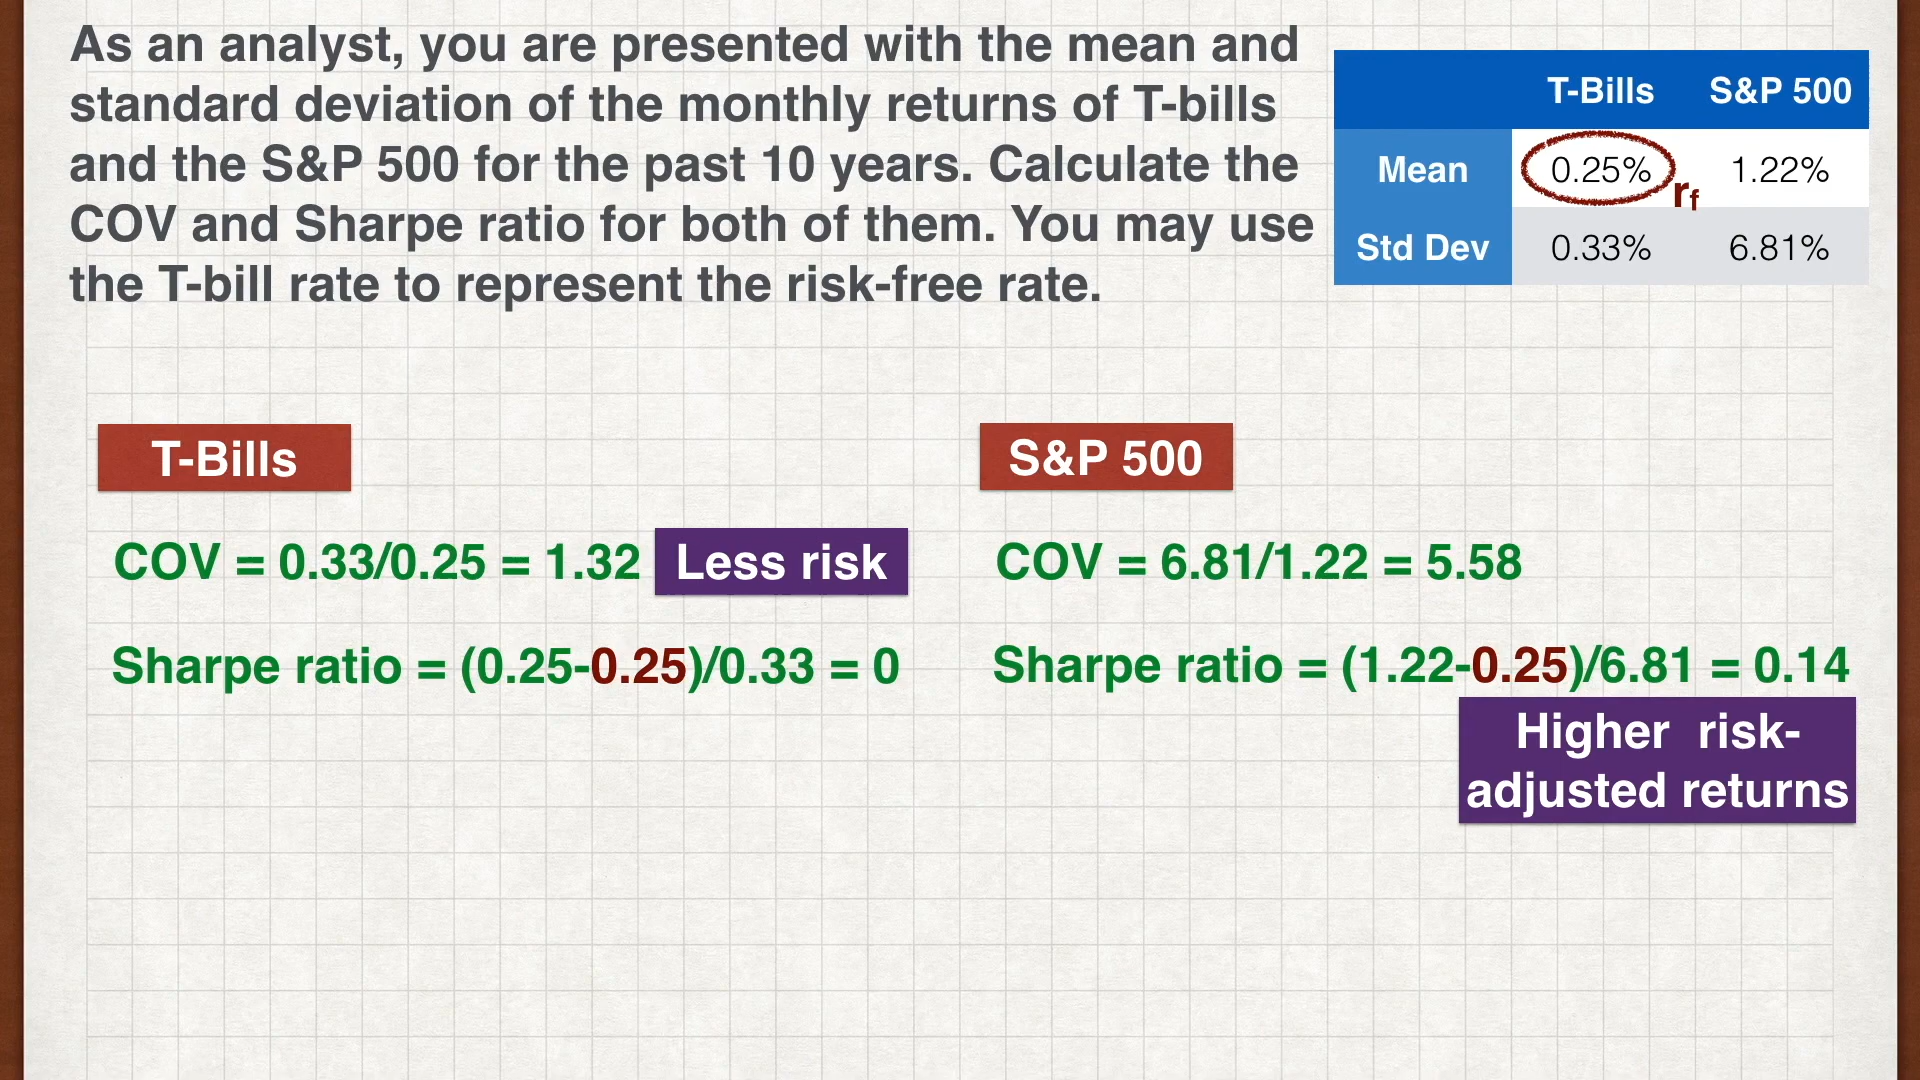 As an analyst, you are presented with the mean and
standard deviation of the monthly returns of T-bills
and the S&P 500 for the past 10 years. Calculate the
COV and Sharpe ratio for both of them. You may use
the T-bill rate to represent the risk-free rate.
T-Bills S&P 500
Mean 0.25% rf 1.22%
Std Dev 0.33% 6.81%
T-Bills
COV = 0.33/0.25 = 1.32 Less risk
Sharpe ratio = (0.25-0.25)/0.33 = 0
S&P 500
COV = 6.81/1.22 = 5.58
Sharpe ratio = (1.22-0.25)/6.81 = 0.14
Higher risk-
adjusted returns